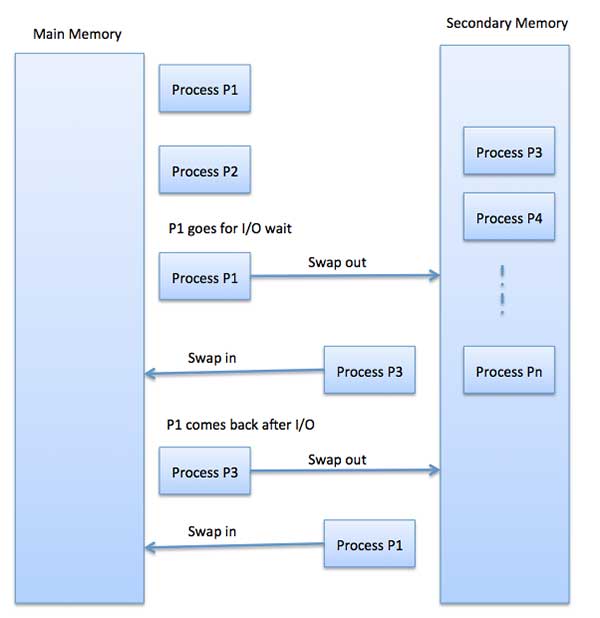 Main Memory
Secondary Memory
Process P1
Process P2
Process P3
Process P4
P1 goes for I/O wait
Process P1
Swap out
Swap in
Process P3
Process Pn
P1 comes back after I/O
Process P3
Swap out
Swap in
Process P1